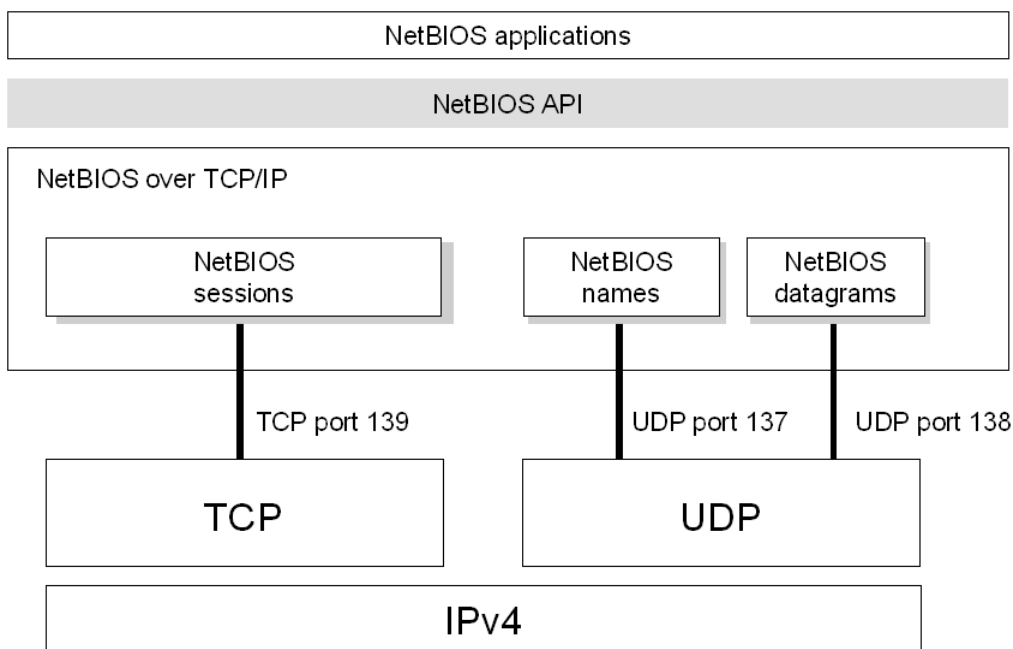 NetBIOS applications
NetBIOS API
NetBIOS over TCP/IP
NetBIOS
sessions
NetBIOS
names
NetBIOS
datagrams
TCP port 139
UDP port 137
UDP port 138
TCP
UDP
IPv4